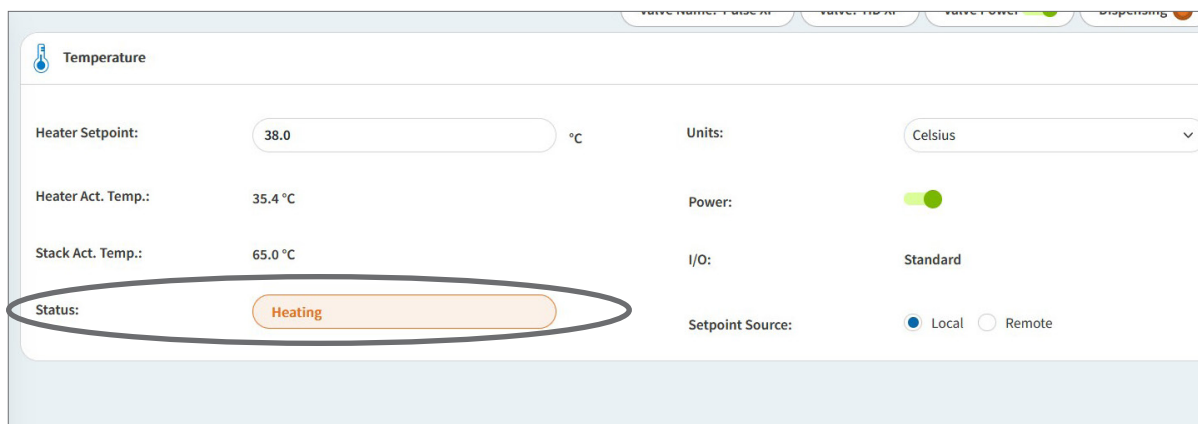 Temperature
Heater Setpoint: 38.0 °C Units: Celsius
Heater Act. Temp.: 35.4 °C Power:
Stack Act. Temp.: 65.0 °C I/O: Standard
Status: Heating Setpoint Source: Local Remote